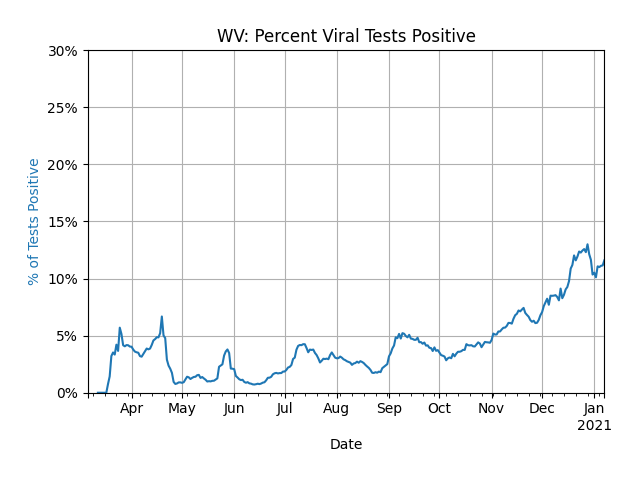 WV: Percent Viral Tests Positive
30%
25%
20%
15%
10%
5%
0%
% of Tests Positive
Apr May Jun Jul Aug Sep Oct Nov Dec Jan
2021
Date